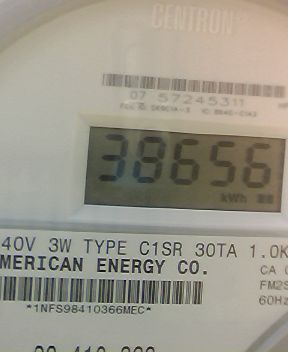 CENTRON
07 57245311
38656
kWh
40V 3W TYPE C1SR 30TA 1.0K
MERICAN ENERGY CO.
CA 0
FM2S
60Hz
*1NFS98410366MEC*